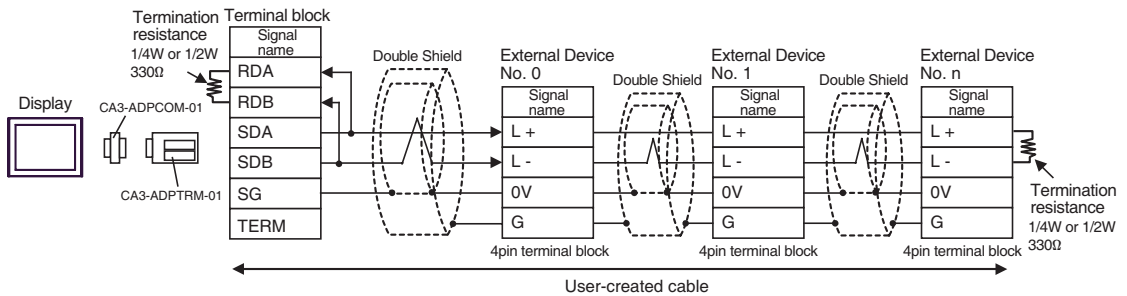 Termination
resistance
1/4W or 1/2W
330Ω
Terminal block
Signal
name
RDA
RDB
SDA
SDB
SG
TERM
Display
CA3-ADPCOM-01
CA3-ADPTRM-01
Double Shield
External Device
No. 0
Signal
name
L +
L -
0V
G
4pin terminal block
Double Shield
External Device
No. 1
Signal
name
L +
L -
0V
G
4pin terminal block
Double Shield
External Device
No. n
Signal
name
L +
L -
0V
G
4pin terminal block
Termination
resistance
1/4W or 1/2W
330Ω
User-created cable